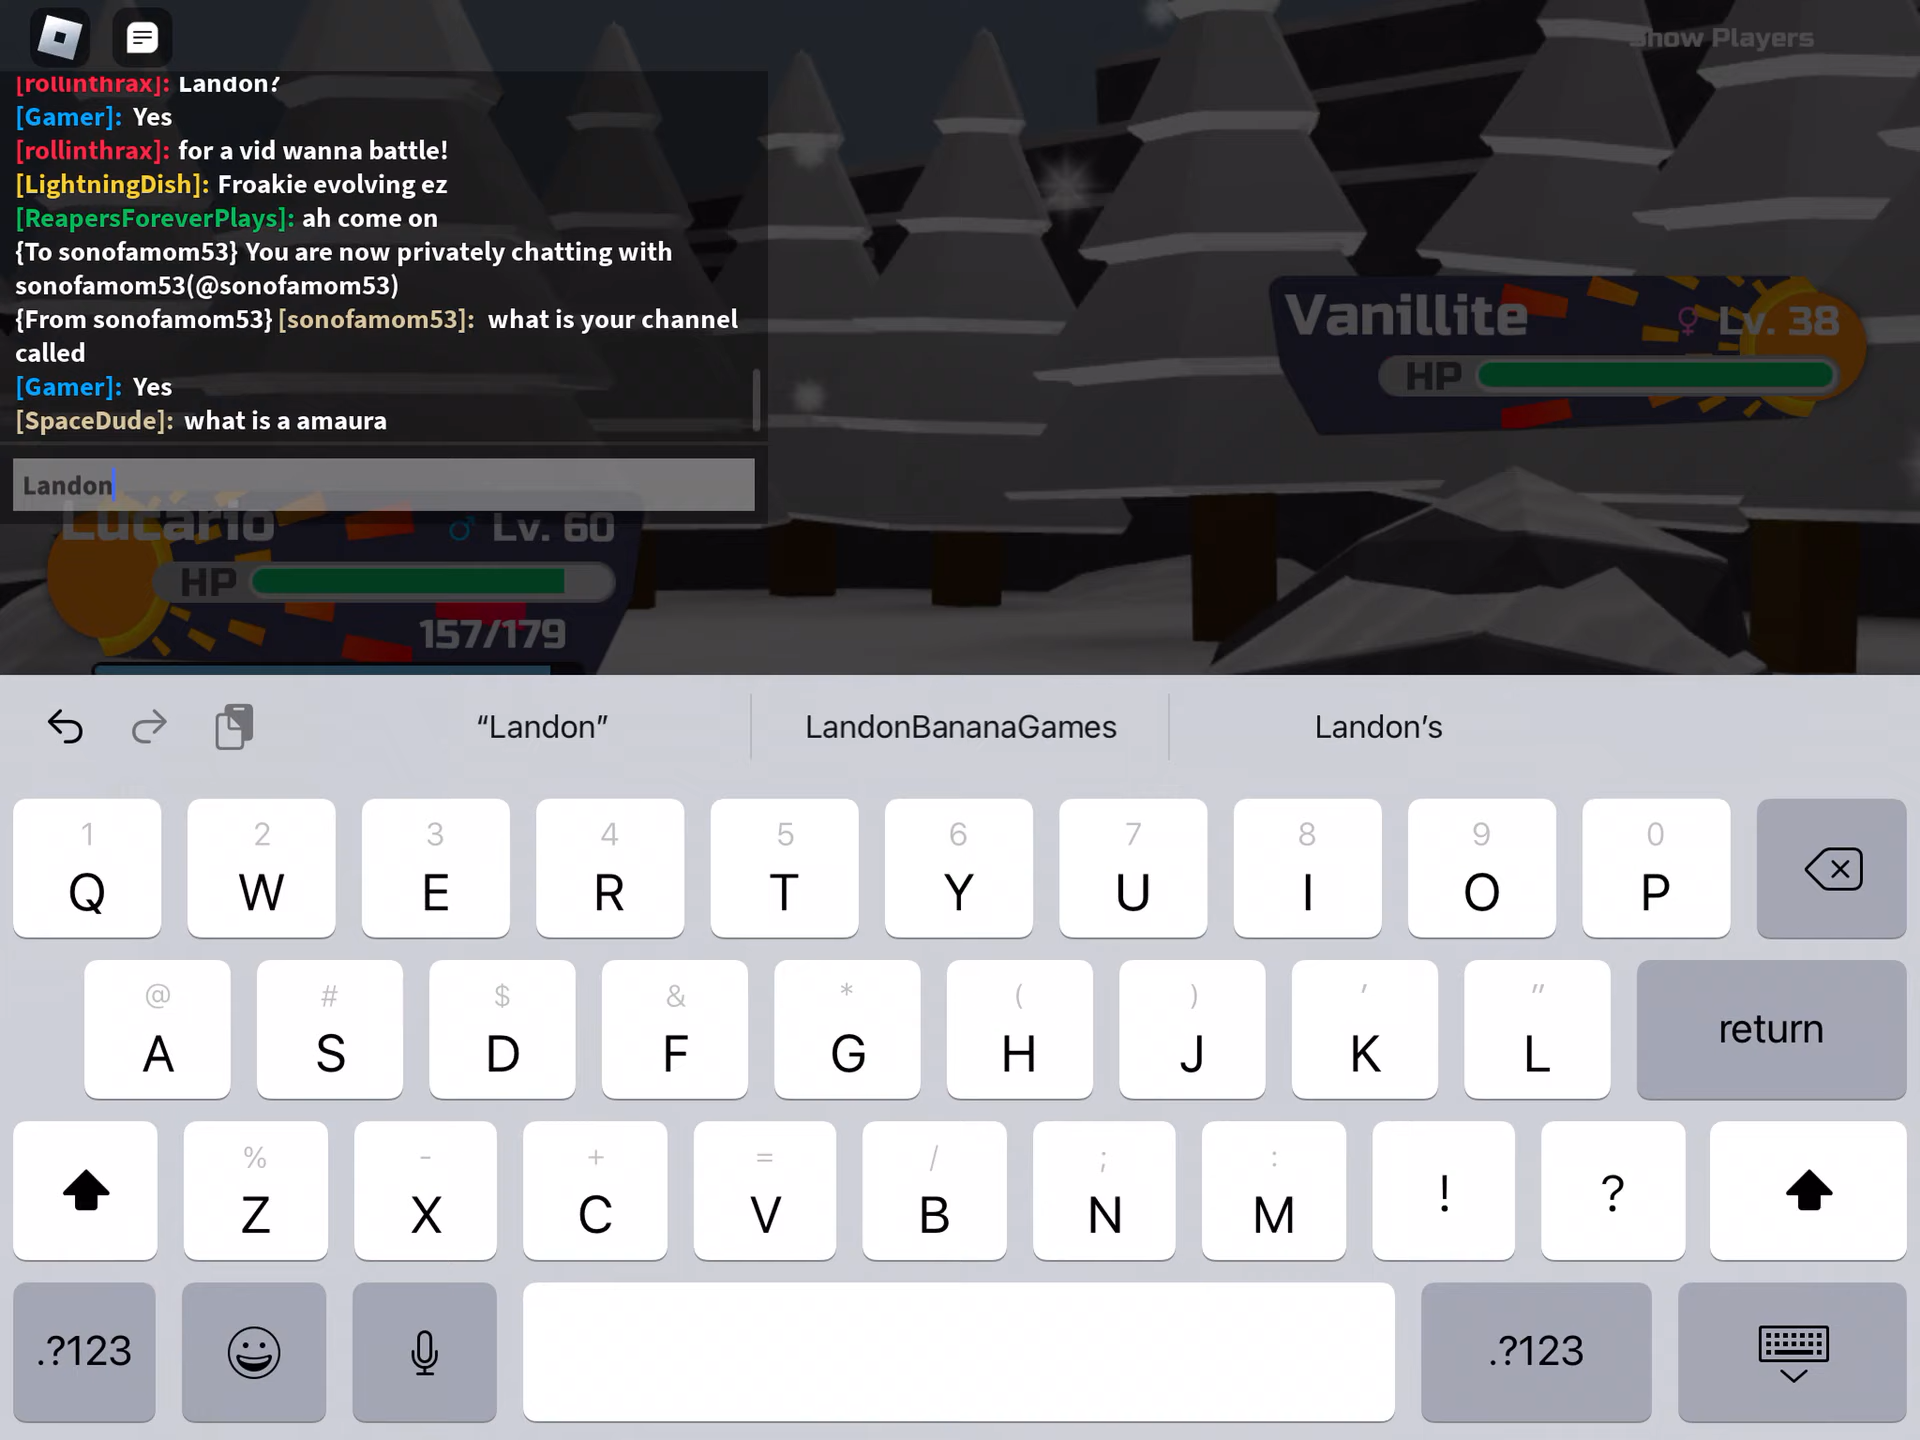 Show Players
[rollinthrax]: Landon?
[Gamer]: Yes
[rollinthrax]: for a vid wanna battle!
[LightningDish]: Froakie evolving ez
[ReapersForeverPlays]: ah come on
{To sonofamom53} You are now privately chatting with
sonofamom53(@sonofamom53)
{From sonofamom53} [sonofamom53]: what is your channel
called
[Gamer]: Yes
[SpaceDude]: what is a amaura
Landon
Vanillite ♀ Lv. 38
HP
Lucario ♂ Lv. 60
HP
157/179
“Landon” LandonBananaGames Landon’s
1 2 3 4 5 6 7 8 9 0
Q W E R T Y U I O P
@ # $ & * ( ) ' "
A S D F G H J K L return
% - + = / ; :
Z X C V B N M ! ?
.?123 .?123